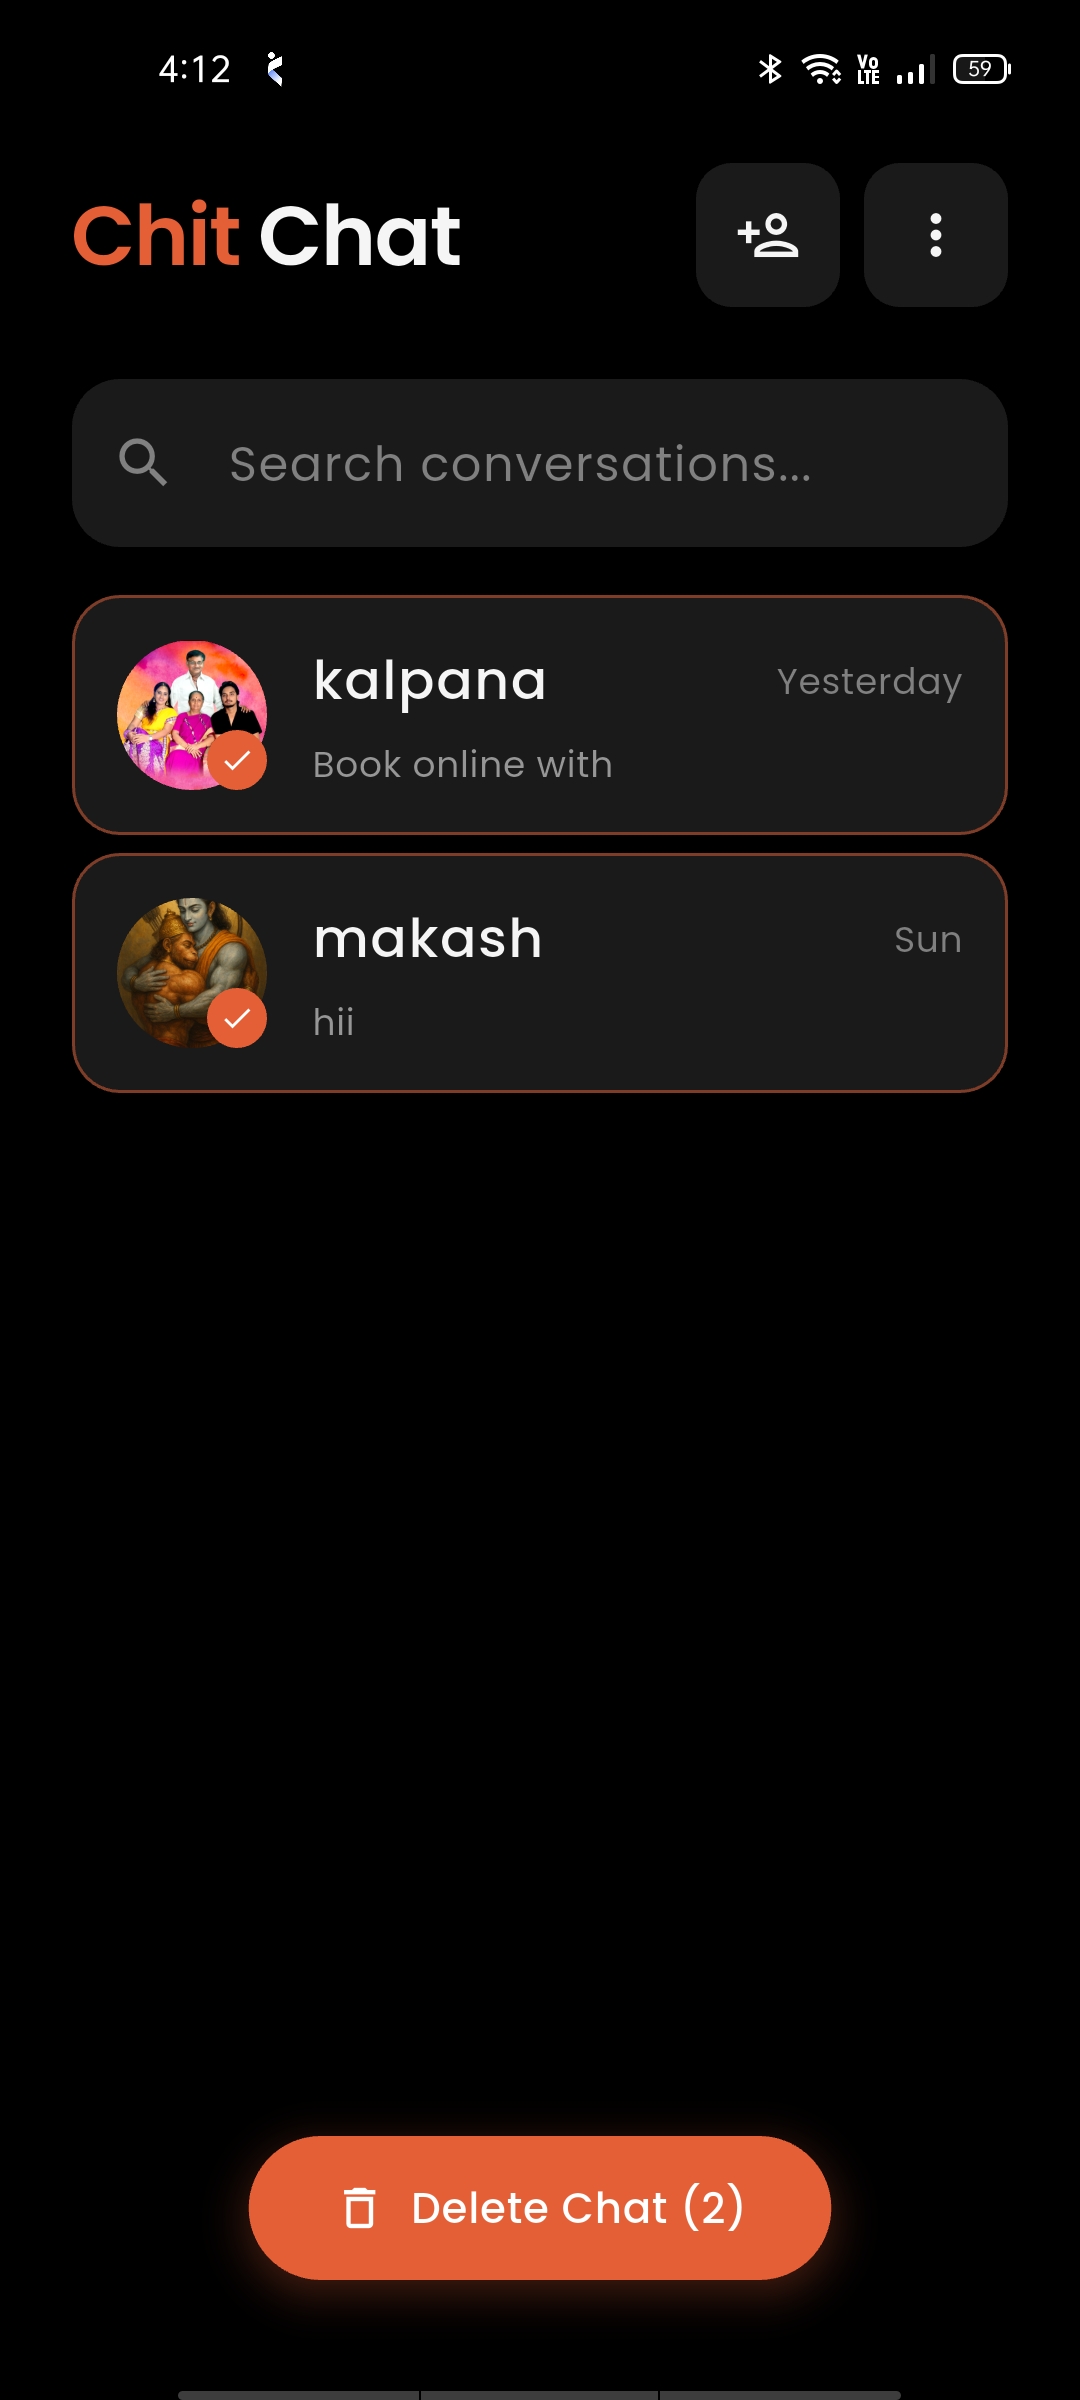 4:12
Vo
LTE
59
Chit Chat
Search conversations...
kalpana
Yesterday
Book online with
makash
Sun
hii
Delete Chat (2)